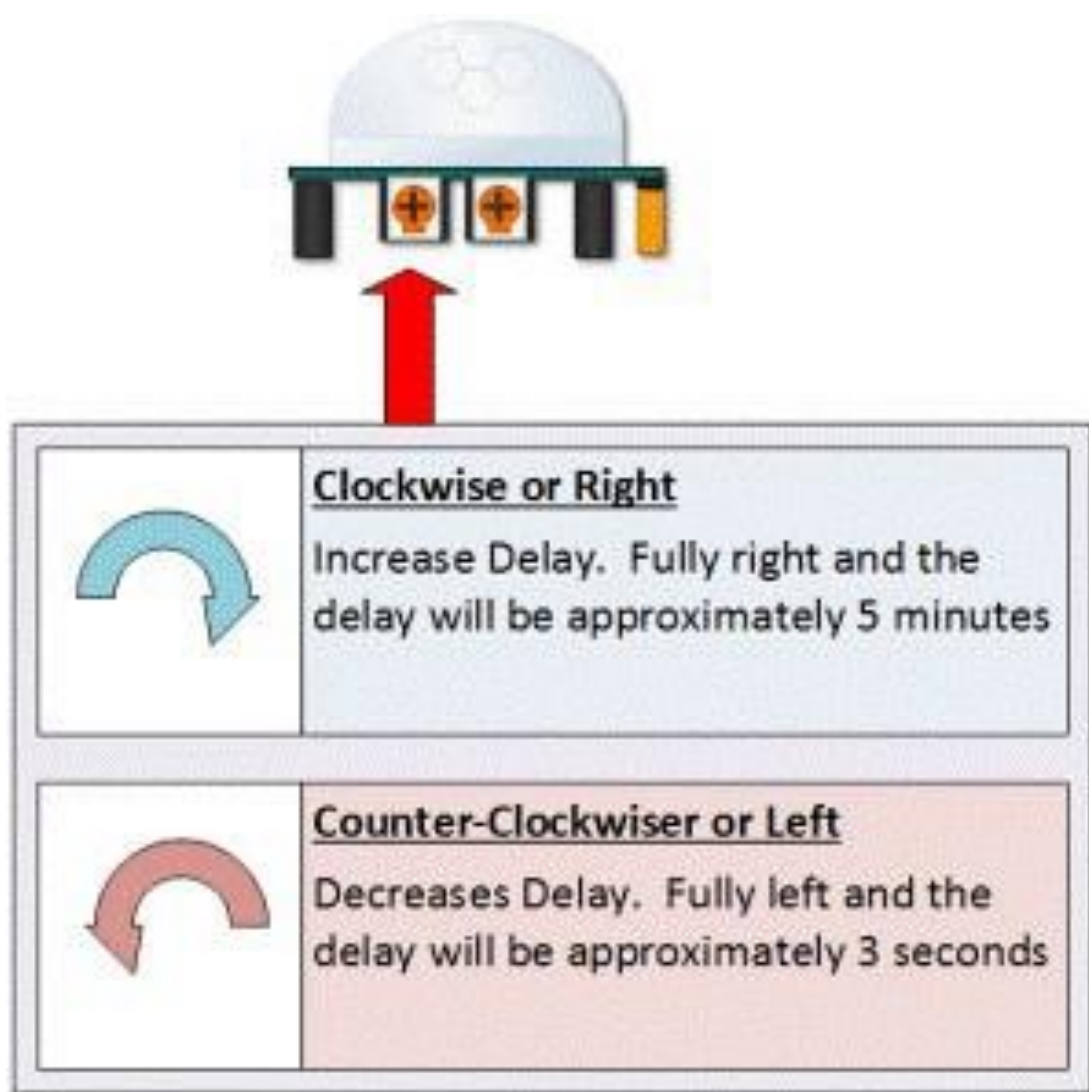 Clockwise or Right
Increase Delay. Fully right and the
delay will be approximately 5 minutes
Counter-Clockwiser or Left
Decreases Delay. Fully left and the
delay will be approximately 3 seconds